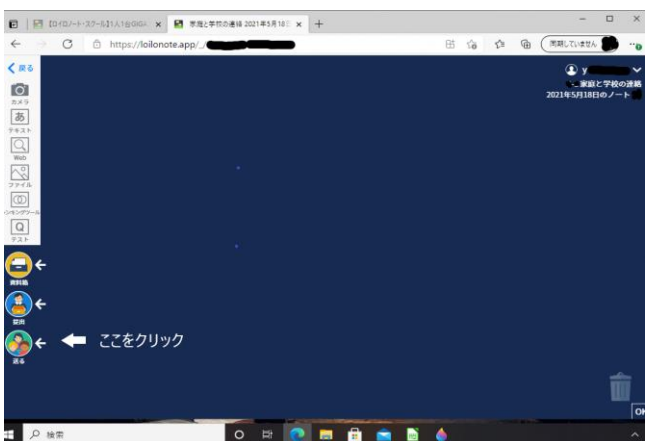 【ロイロノート・スクール】1人1台GIGA
家庭と学校の連絡 2021年5月18日
https://loilonote.app/_/
同期していません
戻る
y
カメラ
家庭と学校の連絡
2021年5月18日のノート
あ
テキスト
Web
ファイル
シンキングツール
Q
テスト
資料箱
提出
ここをクリック
送る
OK
検索